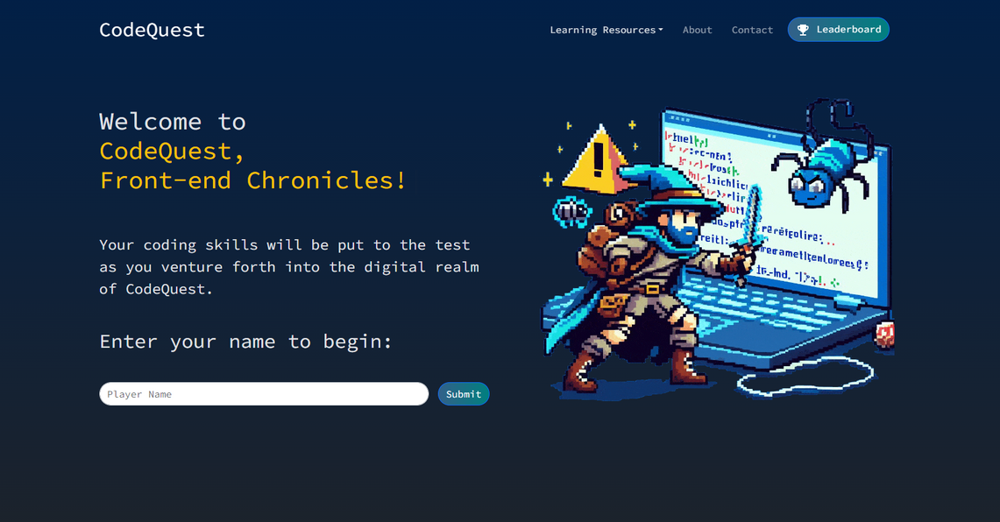 CodeQuest
Learning Resources
About
Contact
Leaderboard
Welcome to
CodeQuest,
Front-end Chronicles!
Your coding skills will be put to the test
as you venture forth into the digital realm
of CodeQuest.
Enter your name to begin:
Player Name
Submit
!